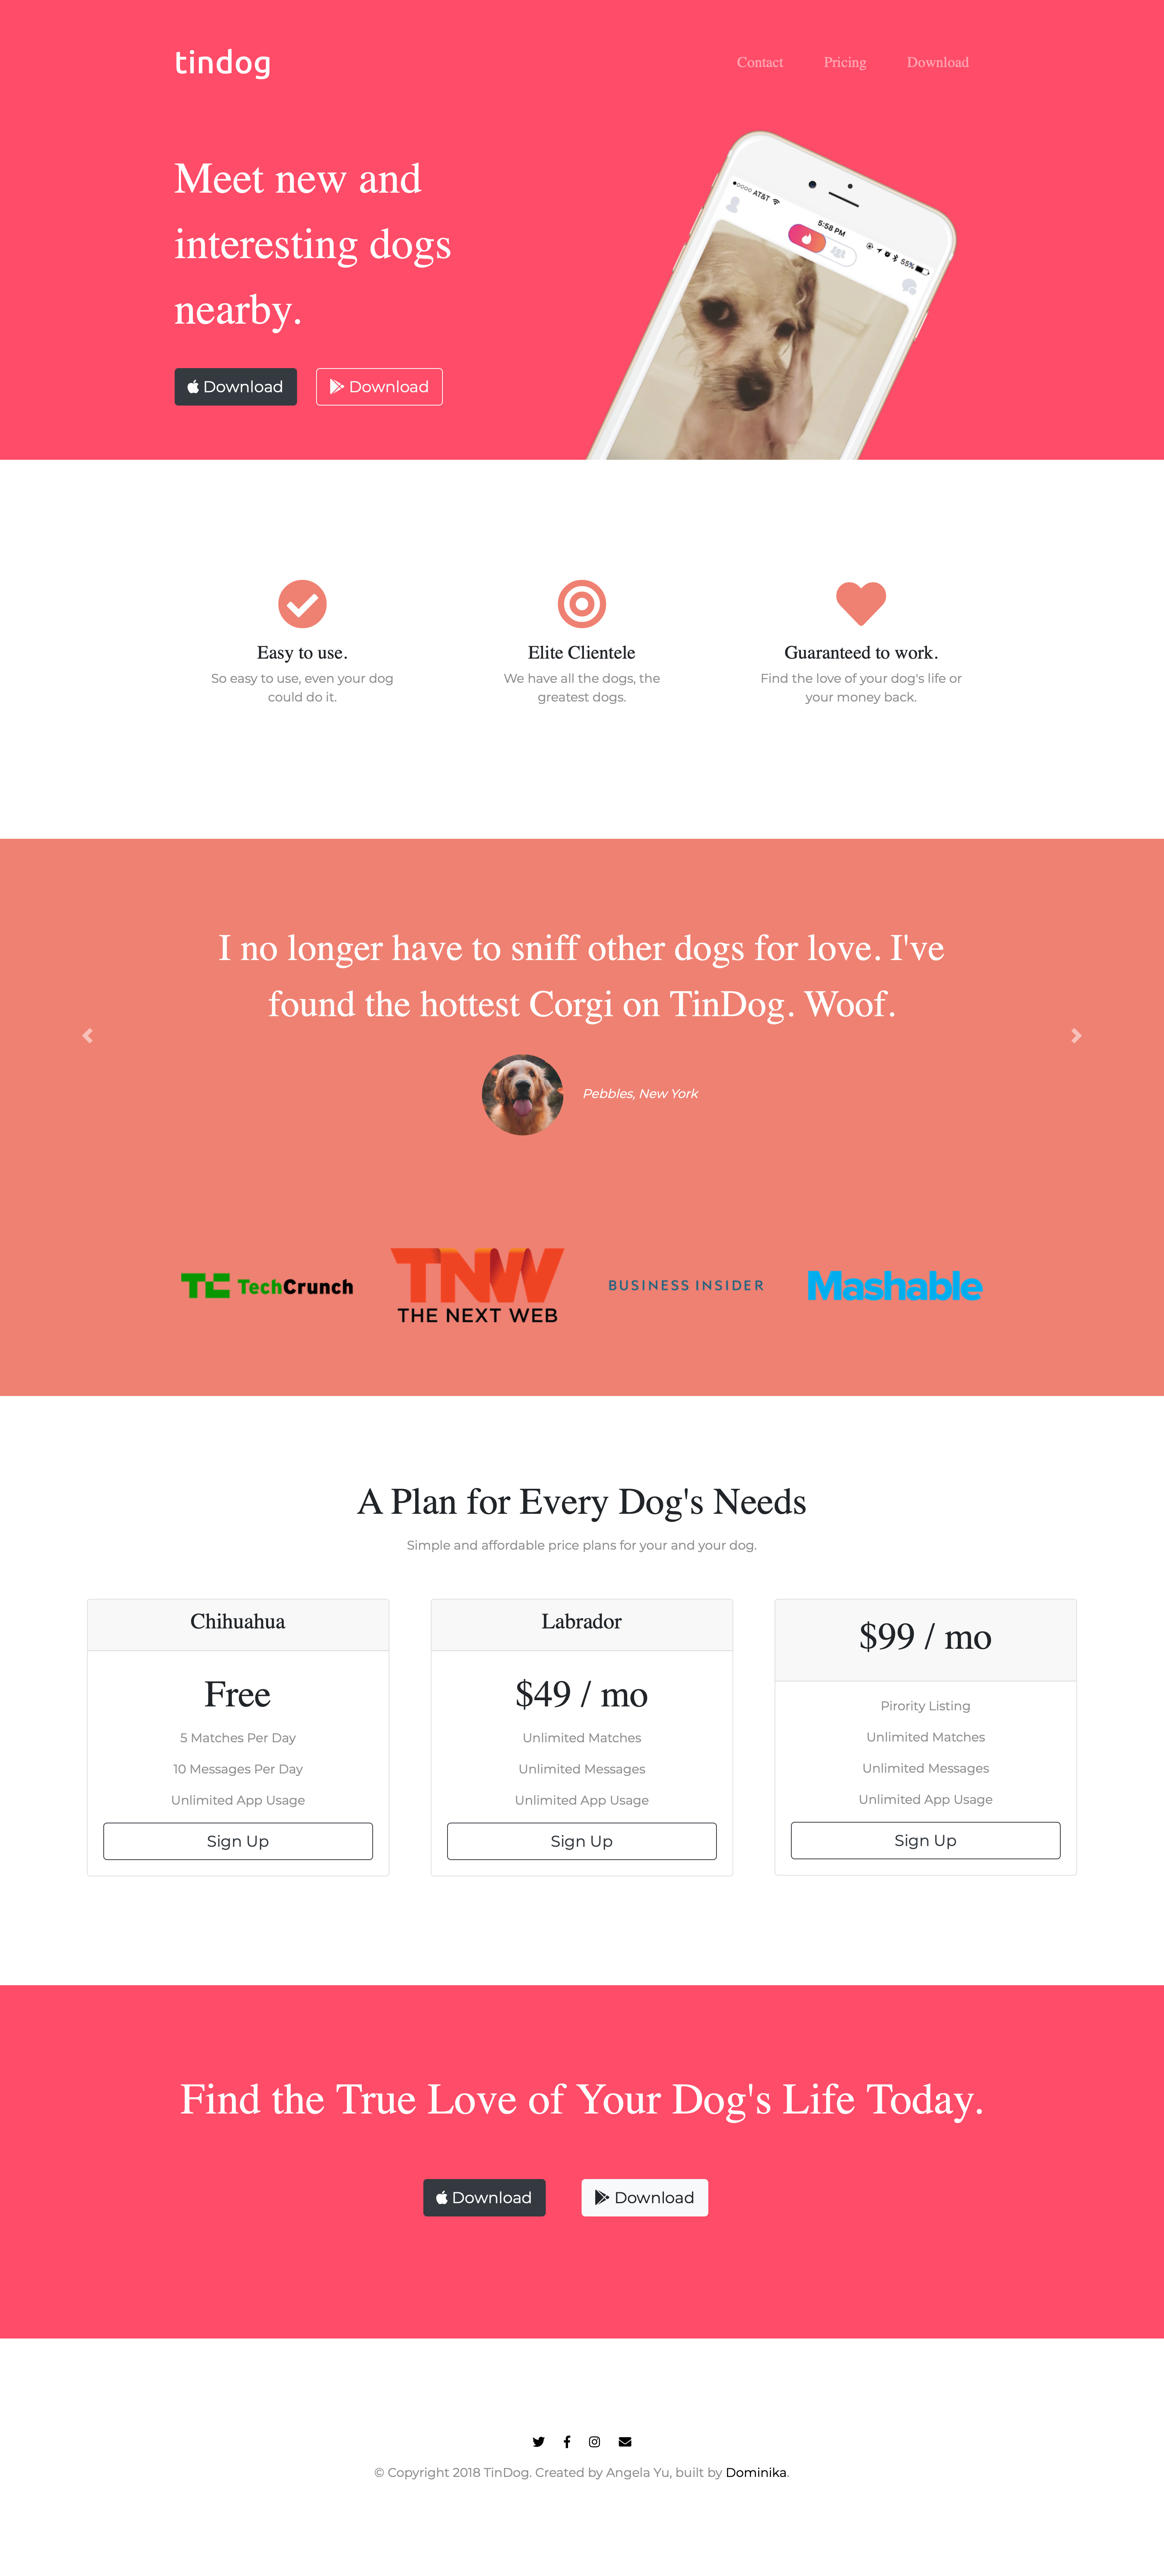 tindog
Contact Pricing Download
Meet new and
interesting dogs
nearby.
Download Download
●○○○○ AT&T
5:58 PM
55%
Easy to use.
So easy to use, even your dog
could do it.
Elite Clientele
We have all the dogs, the
greatest dogs.
Guaranteed to work.
Find the love of your dog's life or
your money back.
I no longer have to sniff other dogs for love. I've
found the hottest Corgi on TinDog. Woof.
Pebbles, New York
TC TechCrunch
TNW
THE NEXT WEB
BUSINESS INSIDER
Mashable
A Plan for Every Dog's Needs
Simple and affordable price plans for your and your dog.
Chihuahua
Free
5 Matches Per Day
10 Messages Per Day
Unlimited App Usage
Sign Up
Labrador
$49 / mo
Unlimited Matches
Unlimited Messages
Unlimited App Usage
Sign Up
$99 / mo
Pirority Listing
Unlimited Matches
Unlimited Messages
Unlimited App Usage
Sign Up
Find the True Love of Your Dog's Life Today.
Download Download
© Copyright 2018 TinDog. Created by Angela Yu, built by Dominika.